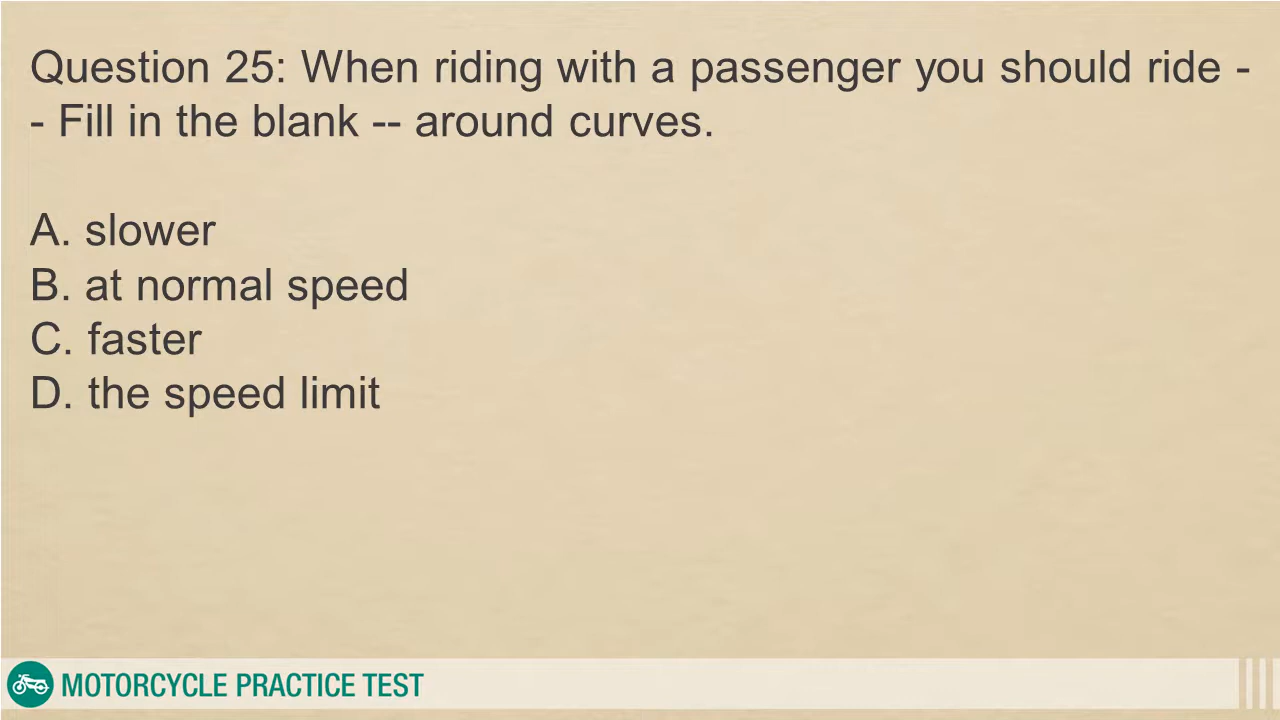 Question 25: When riding with a passenger you should ride -
- Fill in the blank -- around curves.
A. slower
B. at normal speed
C. faster
D. the speed limit
MOTORCYCLE PRACTICE TEST